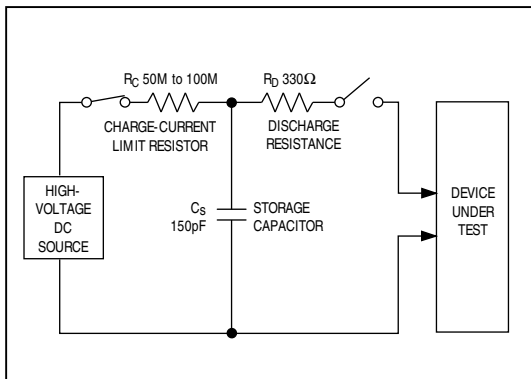 R_C 50M to 100M
CHARGE-CURRENT
LIMIT RESISTOR
R_D 330Ω
DISCHARGE
RESISTANCE
HIGH-
VOLTAGE
DC
SOURCE
C_S
150pF
STORAGE
CAPACITOR
DEVICE
UNDER
TEST